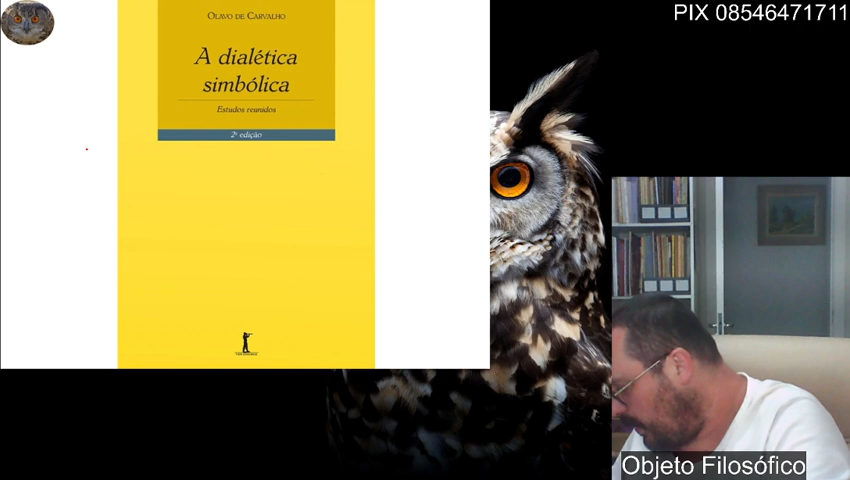 PIX 08546471711
OLAVO DE CARVALHO
A dialética
simbólica
Estudos reunidos
2ª edição
Objeto Filosófico